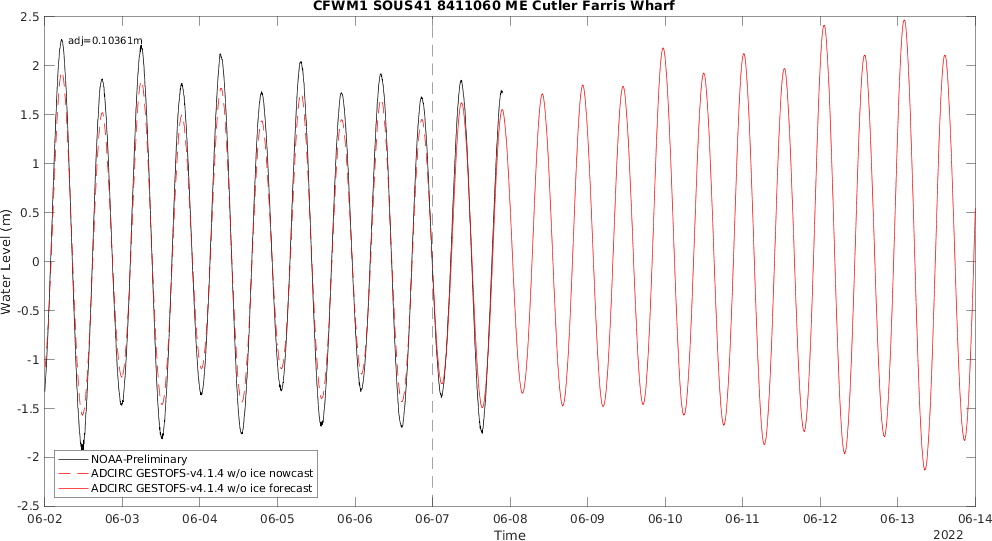 CFWM1 SOUS41 8411060 ME Cutler Farris Wharf
adj=0.10361m
2.5
2
1.5
1
0.5
0
-0.5
-1
-1.5
-2
-2.5
Water Level (m)
NOAA-Preliminary
ADCIRC GESTOFS-v4.1.4 w/o ice nowcast
ADCIRC GESTOFS-v4.1.4 w/o ice forecast
06-02 06-03 06-04 06-05 06-06 06-07 06-08 06-09 06-10 06-11 06-12 06-13 06-14
Time
2022